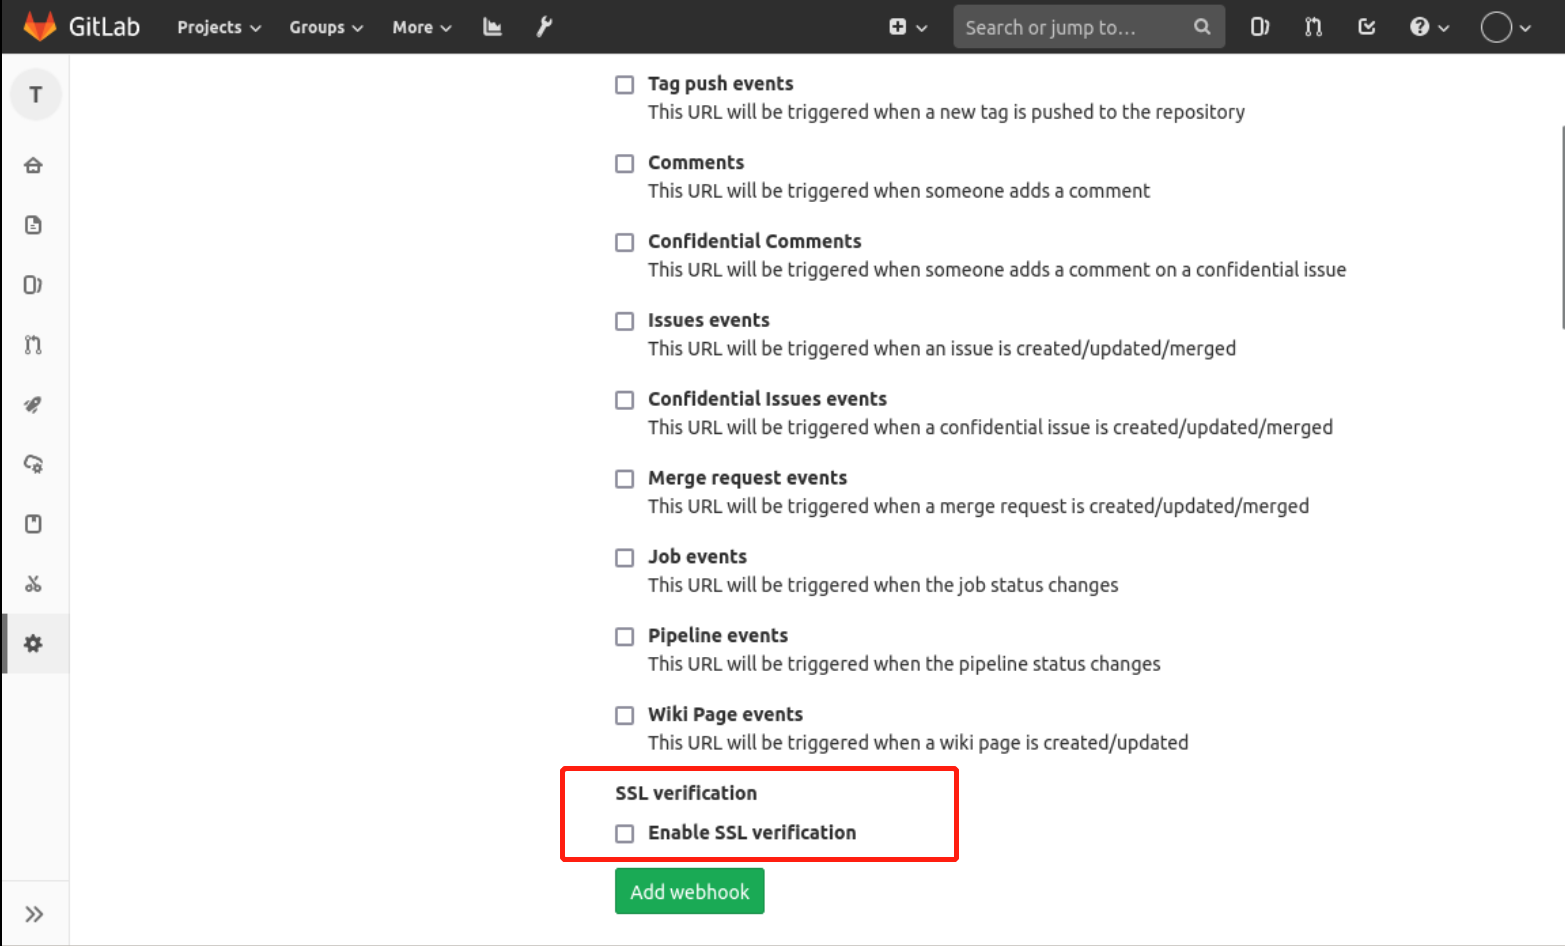 GitLab Projects Groups More Search or jump to...
T
Tag push events
This URL will be triggered when a new tag is pushed to the repository
Comments
This URL will be triggered when someone adds a comment
Confidential Comments
This URL will be triggered when someone adds a comment on a confidential issue
Issues events
This URL will be triggered when an issue is created/updated/merged
Confidential Issues events
This URL will be triggered when a confidential issue is created/updated/merged
Merge request events
This URL will be triggered when a merge request is created/updated/merged
Job events
This URL will be triggered when the job status changes
Pipeline events
This URL will be triggered when the pipeline status changes
Wiki Page events
This URL will be triggered when a wiki page is created/updated
SSL verification
Enable SSL verification
Add webhook